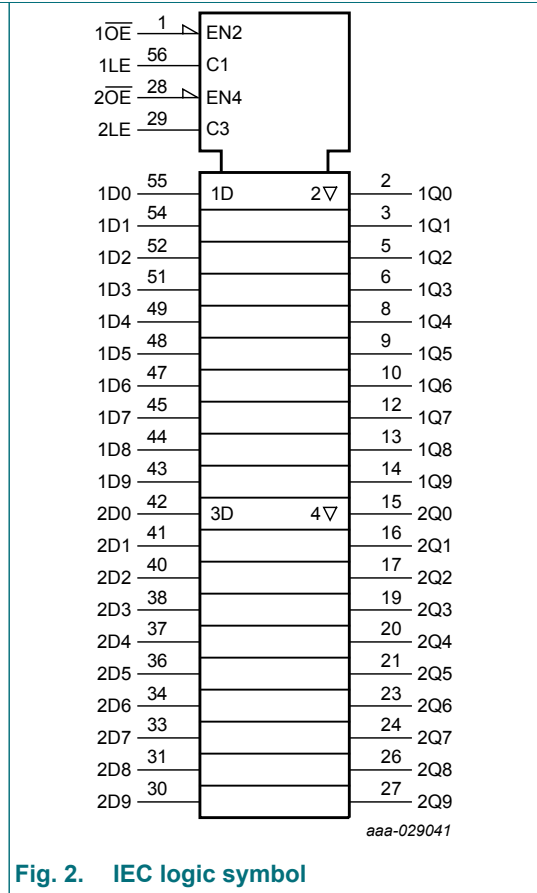 1O̅E̅ 1 EN2
1LE 56 C1
2O̅E̅ 28 EN4
2LE 29 C3
1D0 55 1D 2▽ 2 1Q0
1D1 54 3 1Q1
1D2 52 5 1Q2
1D3 51 6 1Q3
1D4 49 8 1Q4
1D5 48 9 1Q5
1D6 47 10 1Q6
1D7 45 12 1Q7
1D8 44 13 1Q8
1D9 43 14 1Q9
2D0 42 3D 4▽ 15 2Q0
2D1 41 16 2Q1
2D2 40 17 2Q2
2D3 38 19 2Q3
2D4 37 20 2Q4
2D5 36 21 2Q5
2D6 34 23 2Q6
2D7 33 24 2Q7
2D8 31 26 2Q8
2D9 30 27 2Q9
aaa-029041
Fig. 2. IEC logic symbol